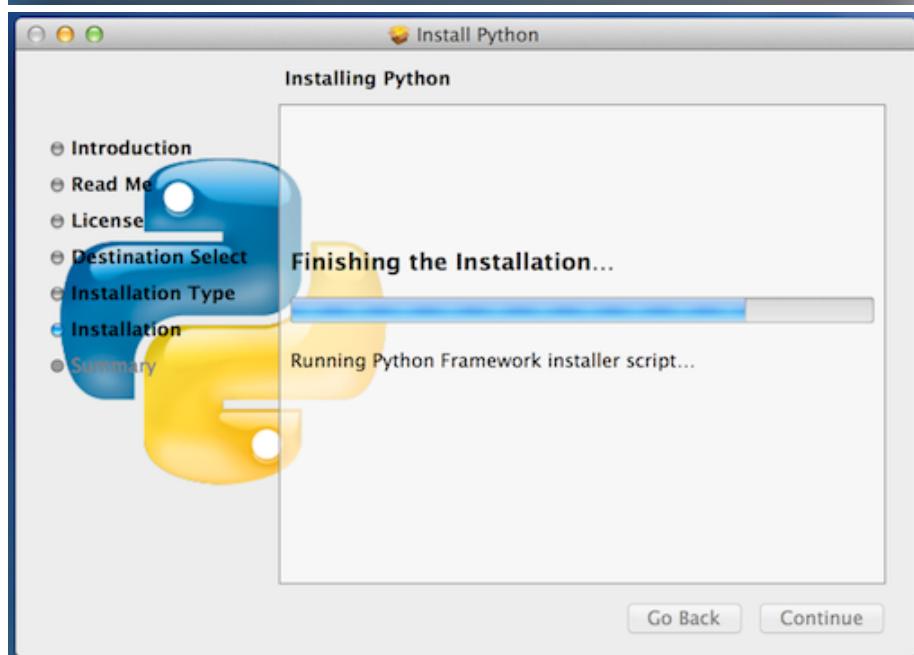 Install Python
Installing Python
Introduction
Read Me
License
Destination Select
Installation Type
Installation
Summary
Finishing the Installation...
Running Python Framework installer script...
Go Back
Continue